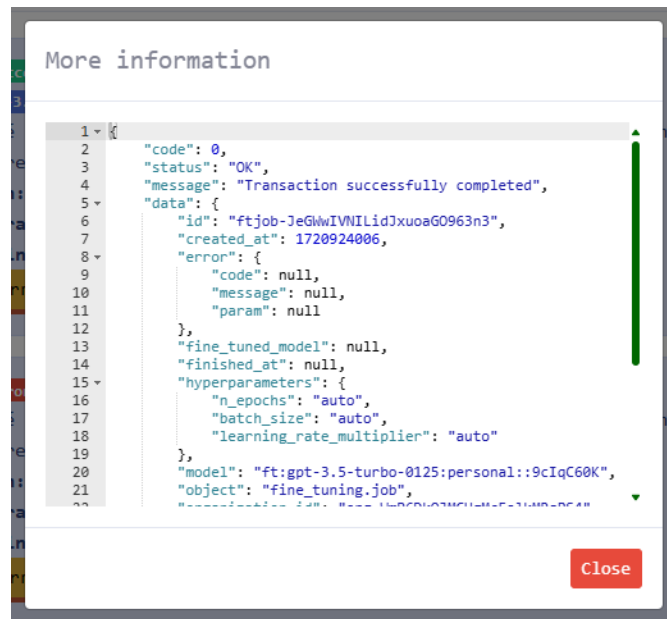 More information
1 {
2 "code": 0,
3 "status": "OK",
4 "message": "Transaction successfully completed",
5 "data": {
6 "id": "ftjob-JeGWwIVNILidJxuoaGO963n3",
7 "created_at": 1720924006,
8 "error": {
9 "code": null,
10 "message": null,
11 "param": null
12 },
13 "fine_tuned_model": null,
14 "finished_at": null,
15 "hyperparameters": {
16 "n_epochs": "auto",
17 "batch_size": "auto",
18 "learning_rate_multiplier": "auto"
19 },
20 "model": "ft:gpt-3.5-turbo-0125:personal::9cIqC60K",
21 "object": "fine_tuning.job",
Close